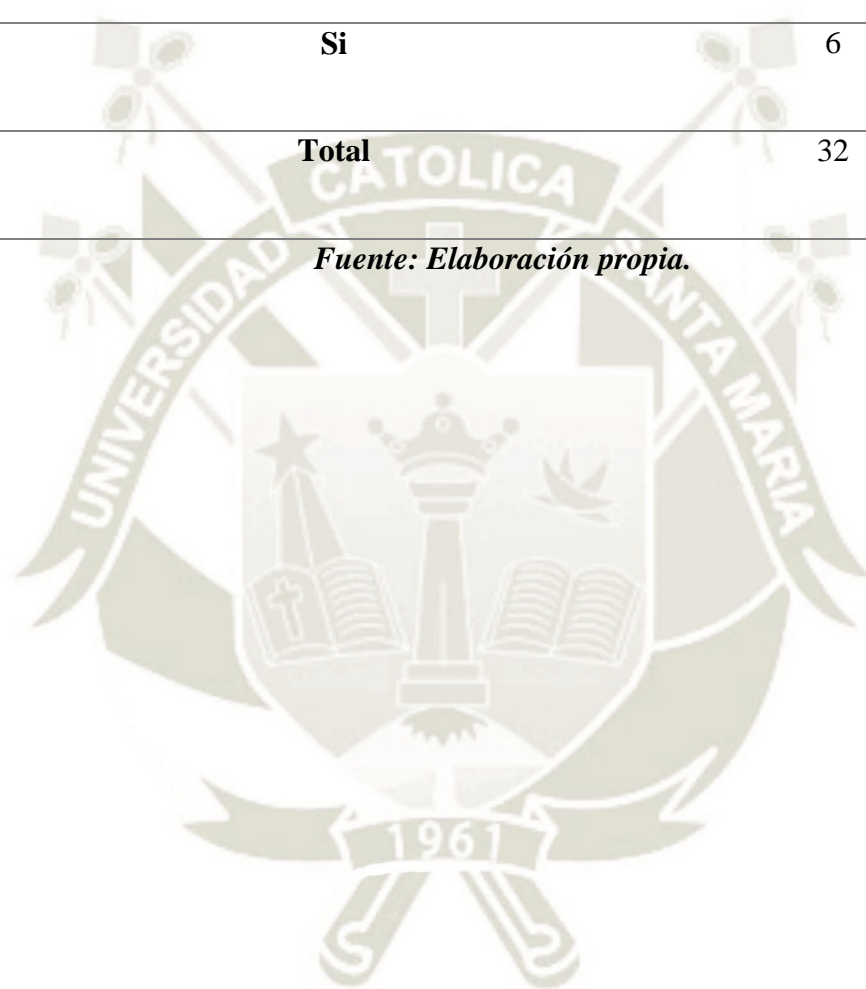 Si 6
Total 32
Fuente: Elaboración propia.
UNIVERSIDAD CATOLICA SANTA MARIA
1961